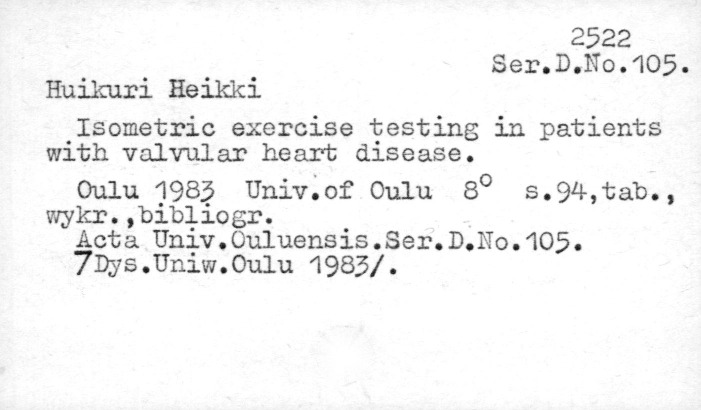 2522
Ser.D.No.105.
Huikuri Heikki
Isometric exercise testing in patients
with valvular heart disease.
Oulu 1983 Univ.of Oulu 8° s.94,tab.,
wykr.,bibliogr.
Acta Univ.Ouluensis.Ser.D.No.105.
7Dys.Uniw.Oulu 1983/.